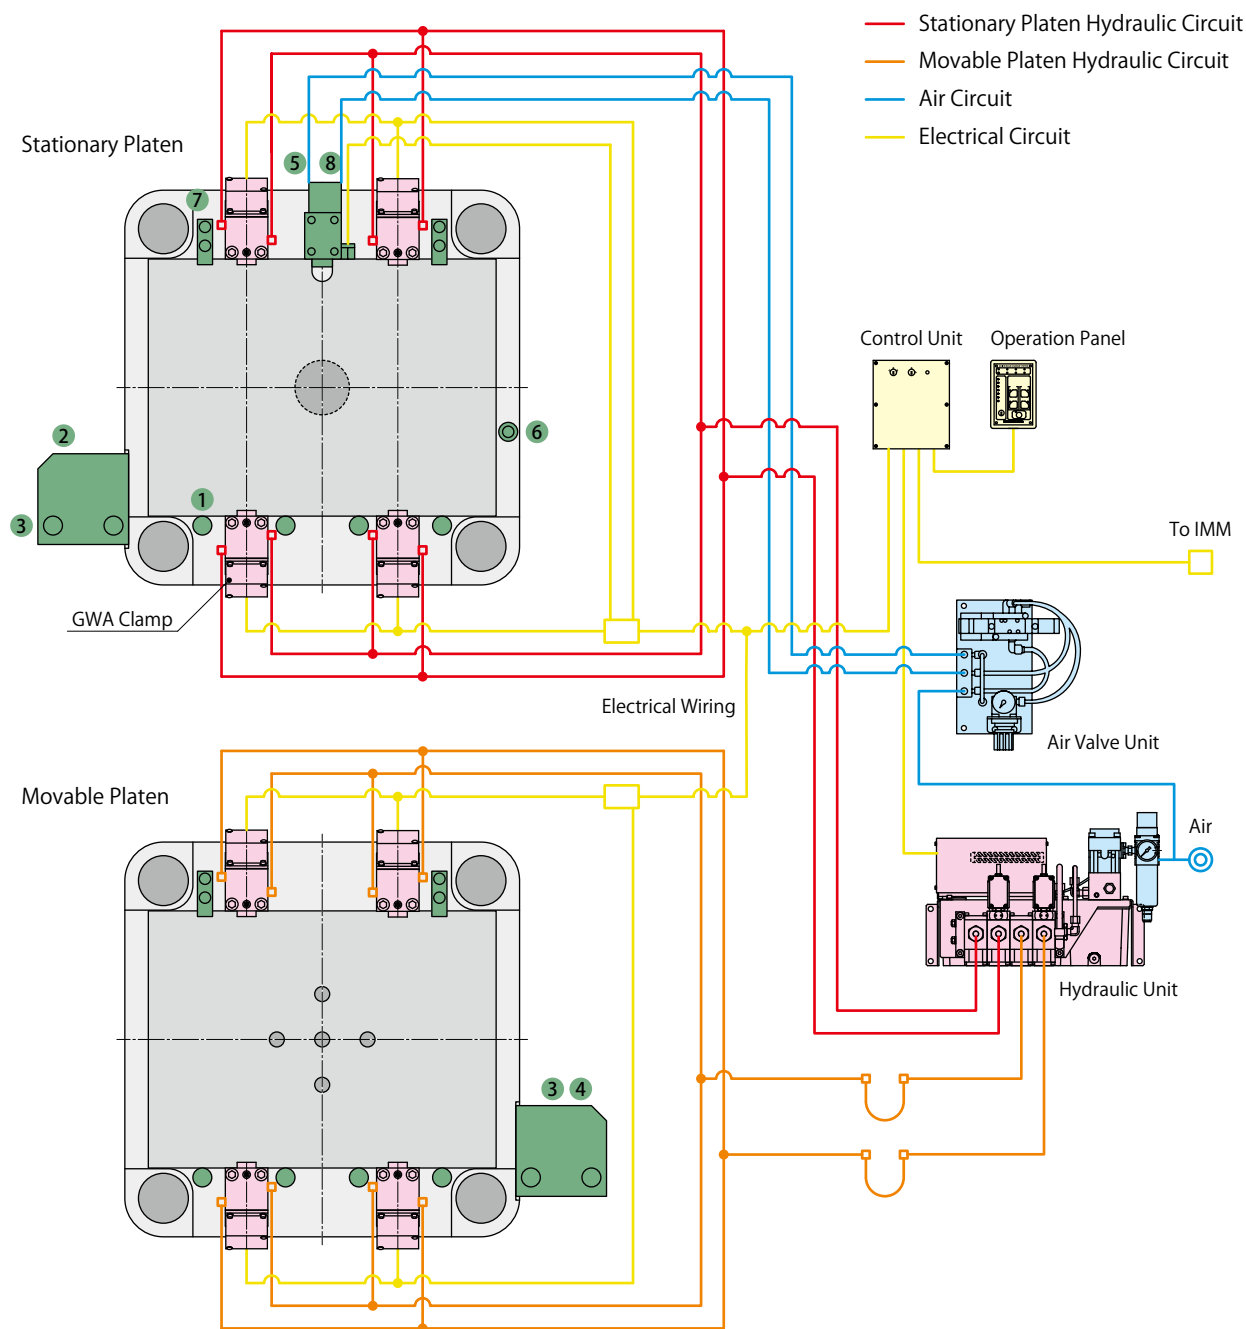 Stationary Platen Hydraulic Circuit
Movable Platen Hydraulic Circuit
Air Circuit
Electrical Circuit
Stationary Platen
5 8
7
Control Unit Operation Panel
2
6
1
3
To IMM
GWA Clamp
Electrical Wiring
Air Valve Unit
Movable Platen
Air
Hydraulic Unit
3 4